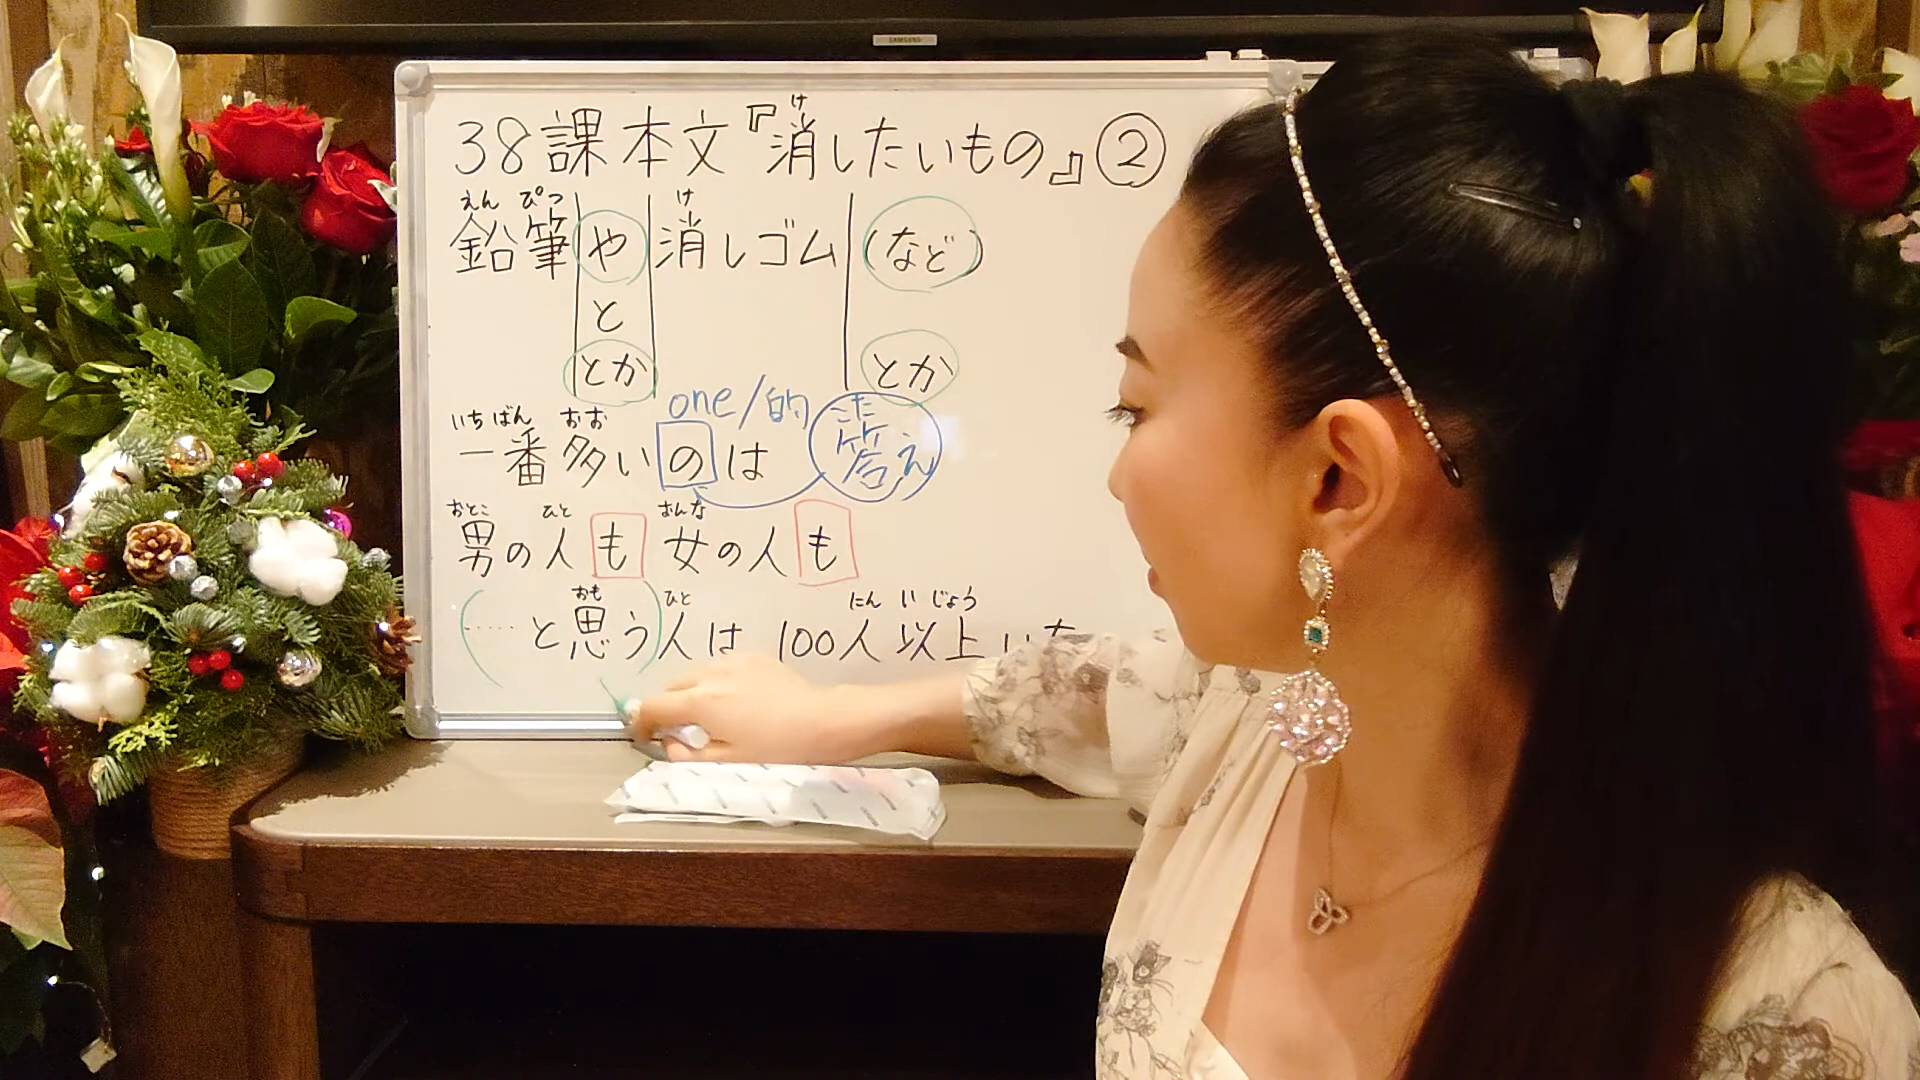 SAMSUNG
け
38課本文『消したいもの』②
えん ぴつ け
鉛筆 や 消しゴム (など)
と
とか とか
one/的
いち ばん おお こた
一番多いのは 答え
おとこ ひと おんな
男の人も 女の人も
おも ひと にん い じょう
(‥‥‥と思う)人は 100人以上いた